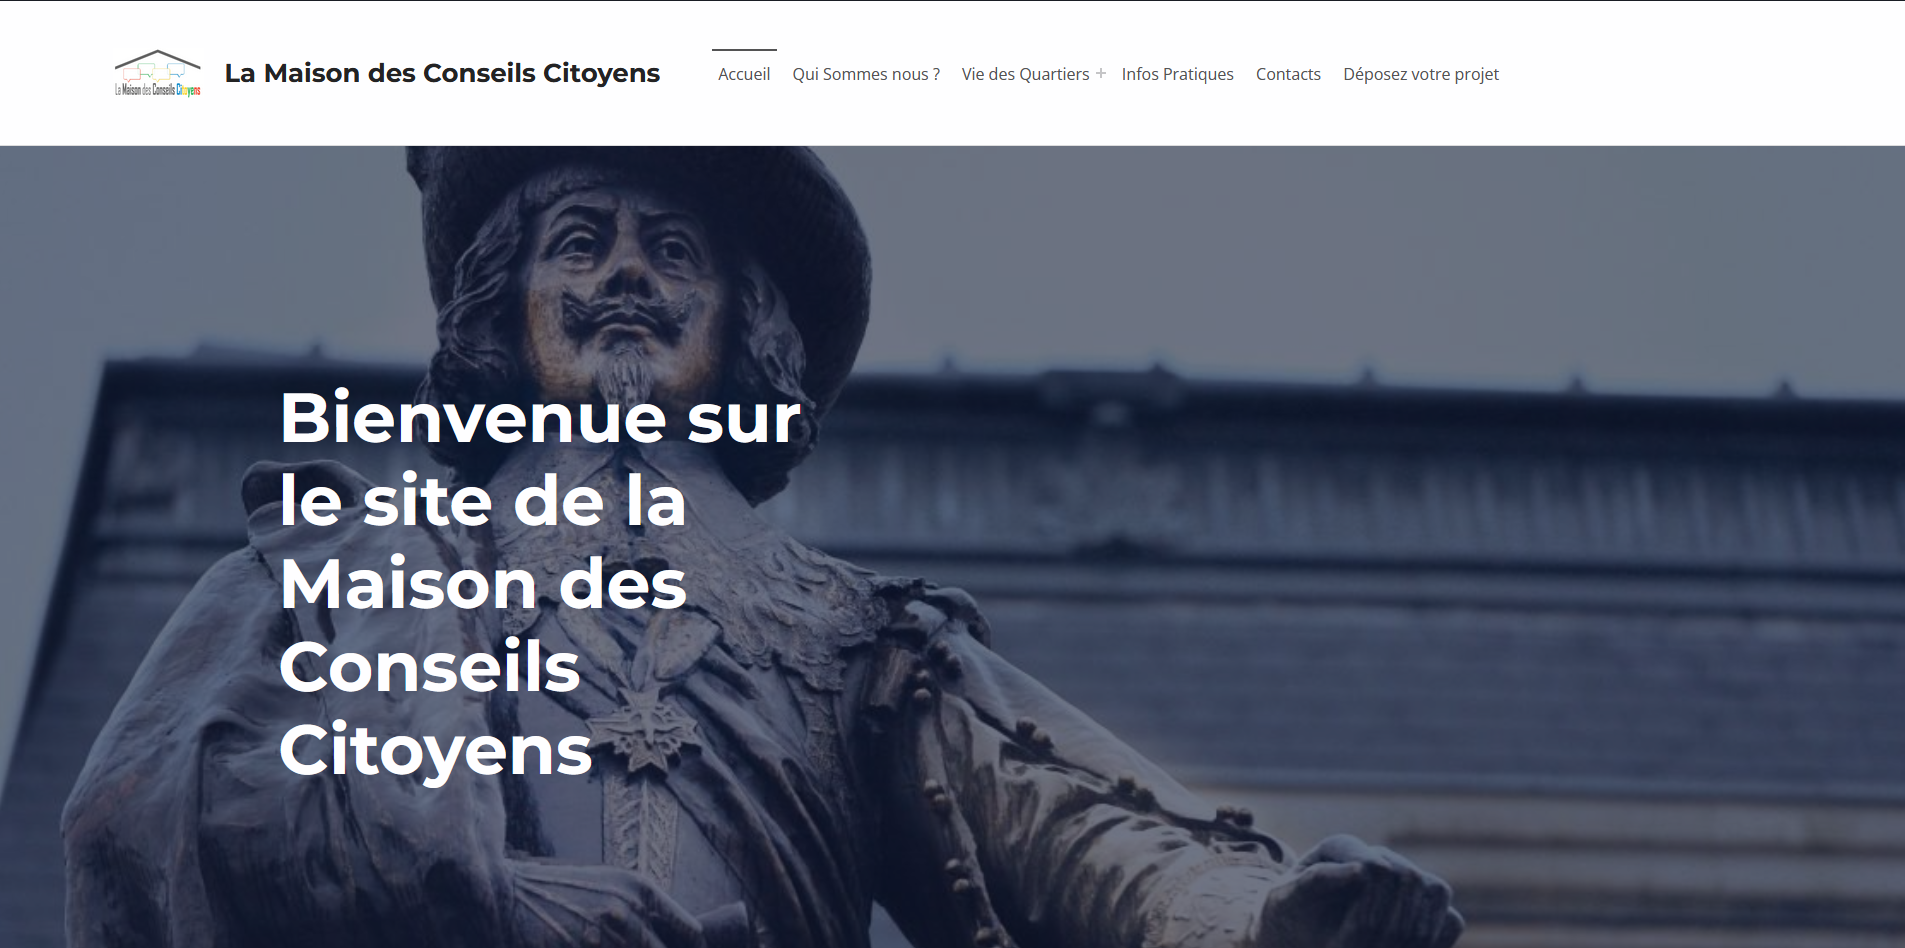 La Maison des Conseils Citoyens
La Maison des Conseils Citoyens
Accueil
Qui Sommes nous ?
Vie des Quartiers +
Infos Pratiques
Contacts
Déposez votre projet
Bienvenue sur
le site de la
Maison des
Conseils
Citoyens